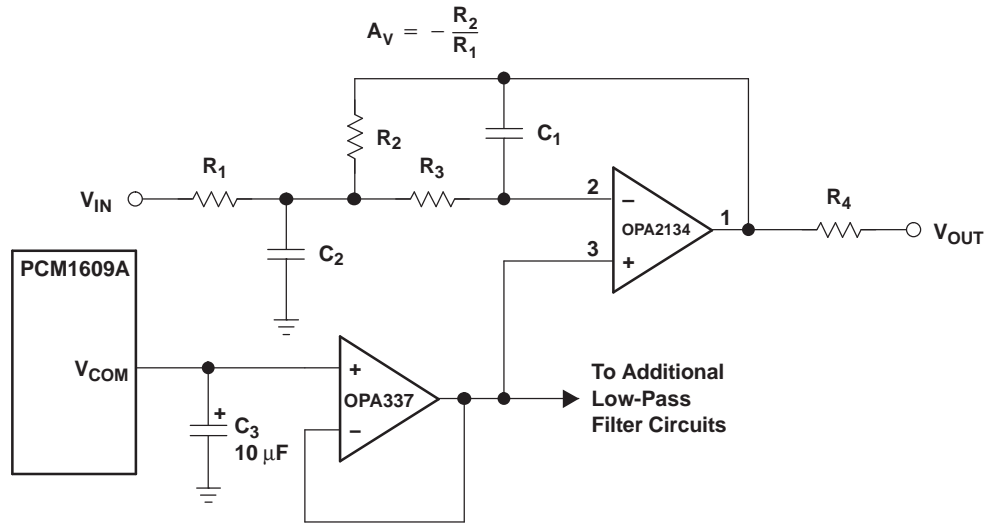 A_V = − R_2/R_1
R_2
C_1
R_1
R_3
V_IN
2
−
OPA2134
1
R_4
V_OUT
3
+
C_2
PCM1609A
V_COM
+
OPA337
−
To Additional
Low-Pass
Filter Circuits
+
C_3
10 µF